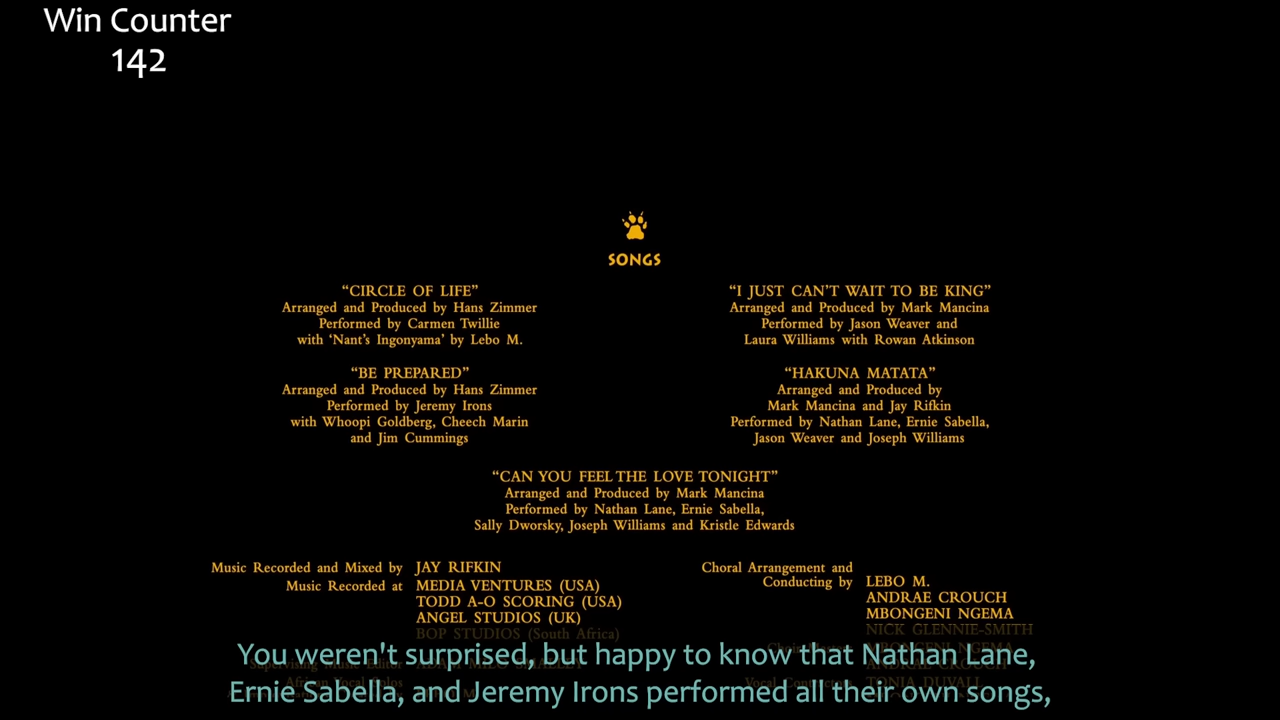 Win Counter
142
SONGS
“CIRCLE OF LIFE”
Arranged and Produced by Hans Zimmer
Performed by Carmen Twillie
with ‘Nant’s Ingonyama’ by Lebo M.
“I JUST CAN’T WAIT TO BE KING”
Arranged and Produced by Mark Mancina
Performed by Jason Weaver and
Laura Williams with Rowan Atkinson
“BE PREPARED”
Arranged and Produced by Hans Zimmer
Performed by Jeremy Irons
with Whoopi Goldberg, Cheech Marin
and Jim Cummings
“HAKUNA MATATA”
Arranged and Produced by
Mark Mancina and Jay Rifkin
Performed by Nathan Lane, Ernie Sabella,
Jason Weaver and Joseph Williams
“CAN YOU FEEL THE LOVE TONIGHT”
Arranged and Produced by Mark Mancina
Performed by Nathan Lane, Ernie Sabella,
Sally Dworsky, Joseph Williams and Kristle Edwards
Music Recorded and Mixed by JAY RIFKIN
Music Recorded at MEDIA VENTURES (USA)
TODD A-O SCORING (USA)
ANGEL STUDIOS (UK)
BOP STUDIOS (South Africa)
Choral Arrangement and
Conducting by LEBO M.
ANDRAE CROUCH
MBONGENI NGEMA
NICK GLENNIE-SMITH
You weren't surprised, but happy to know that Nathan Lane,
Ernie Sabella, and Jeremy Irons performed all their own songs,